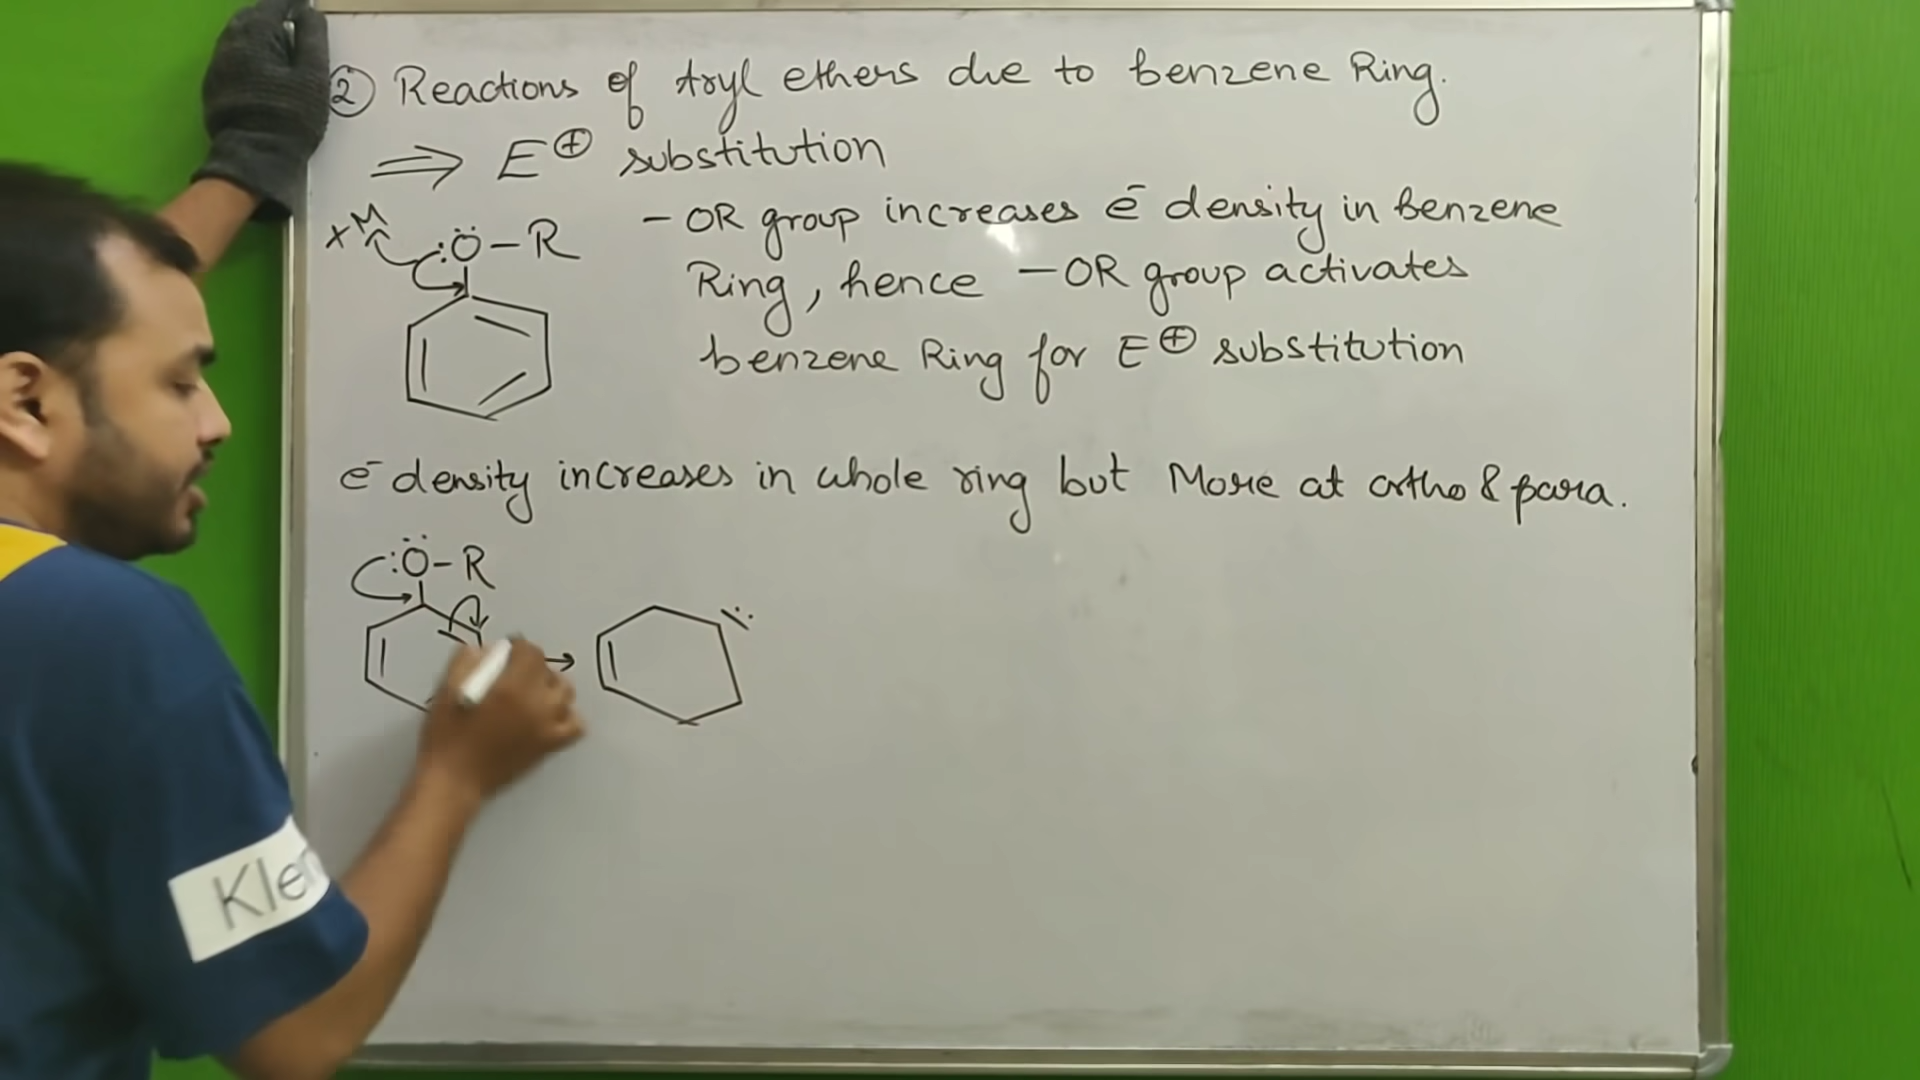 ② Reactions of Aryl ethers due to benzene Ring.
⇒ E⊕ substitution
- OR group increases e⁻ density in Benzene
Ring, hence - OR group activates
benzene Ring for E⊕ substitution
+M
:Ö-R
e⁻ density increases in whole ring but More at ortho & para.
:Ö-R